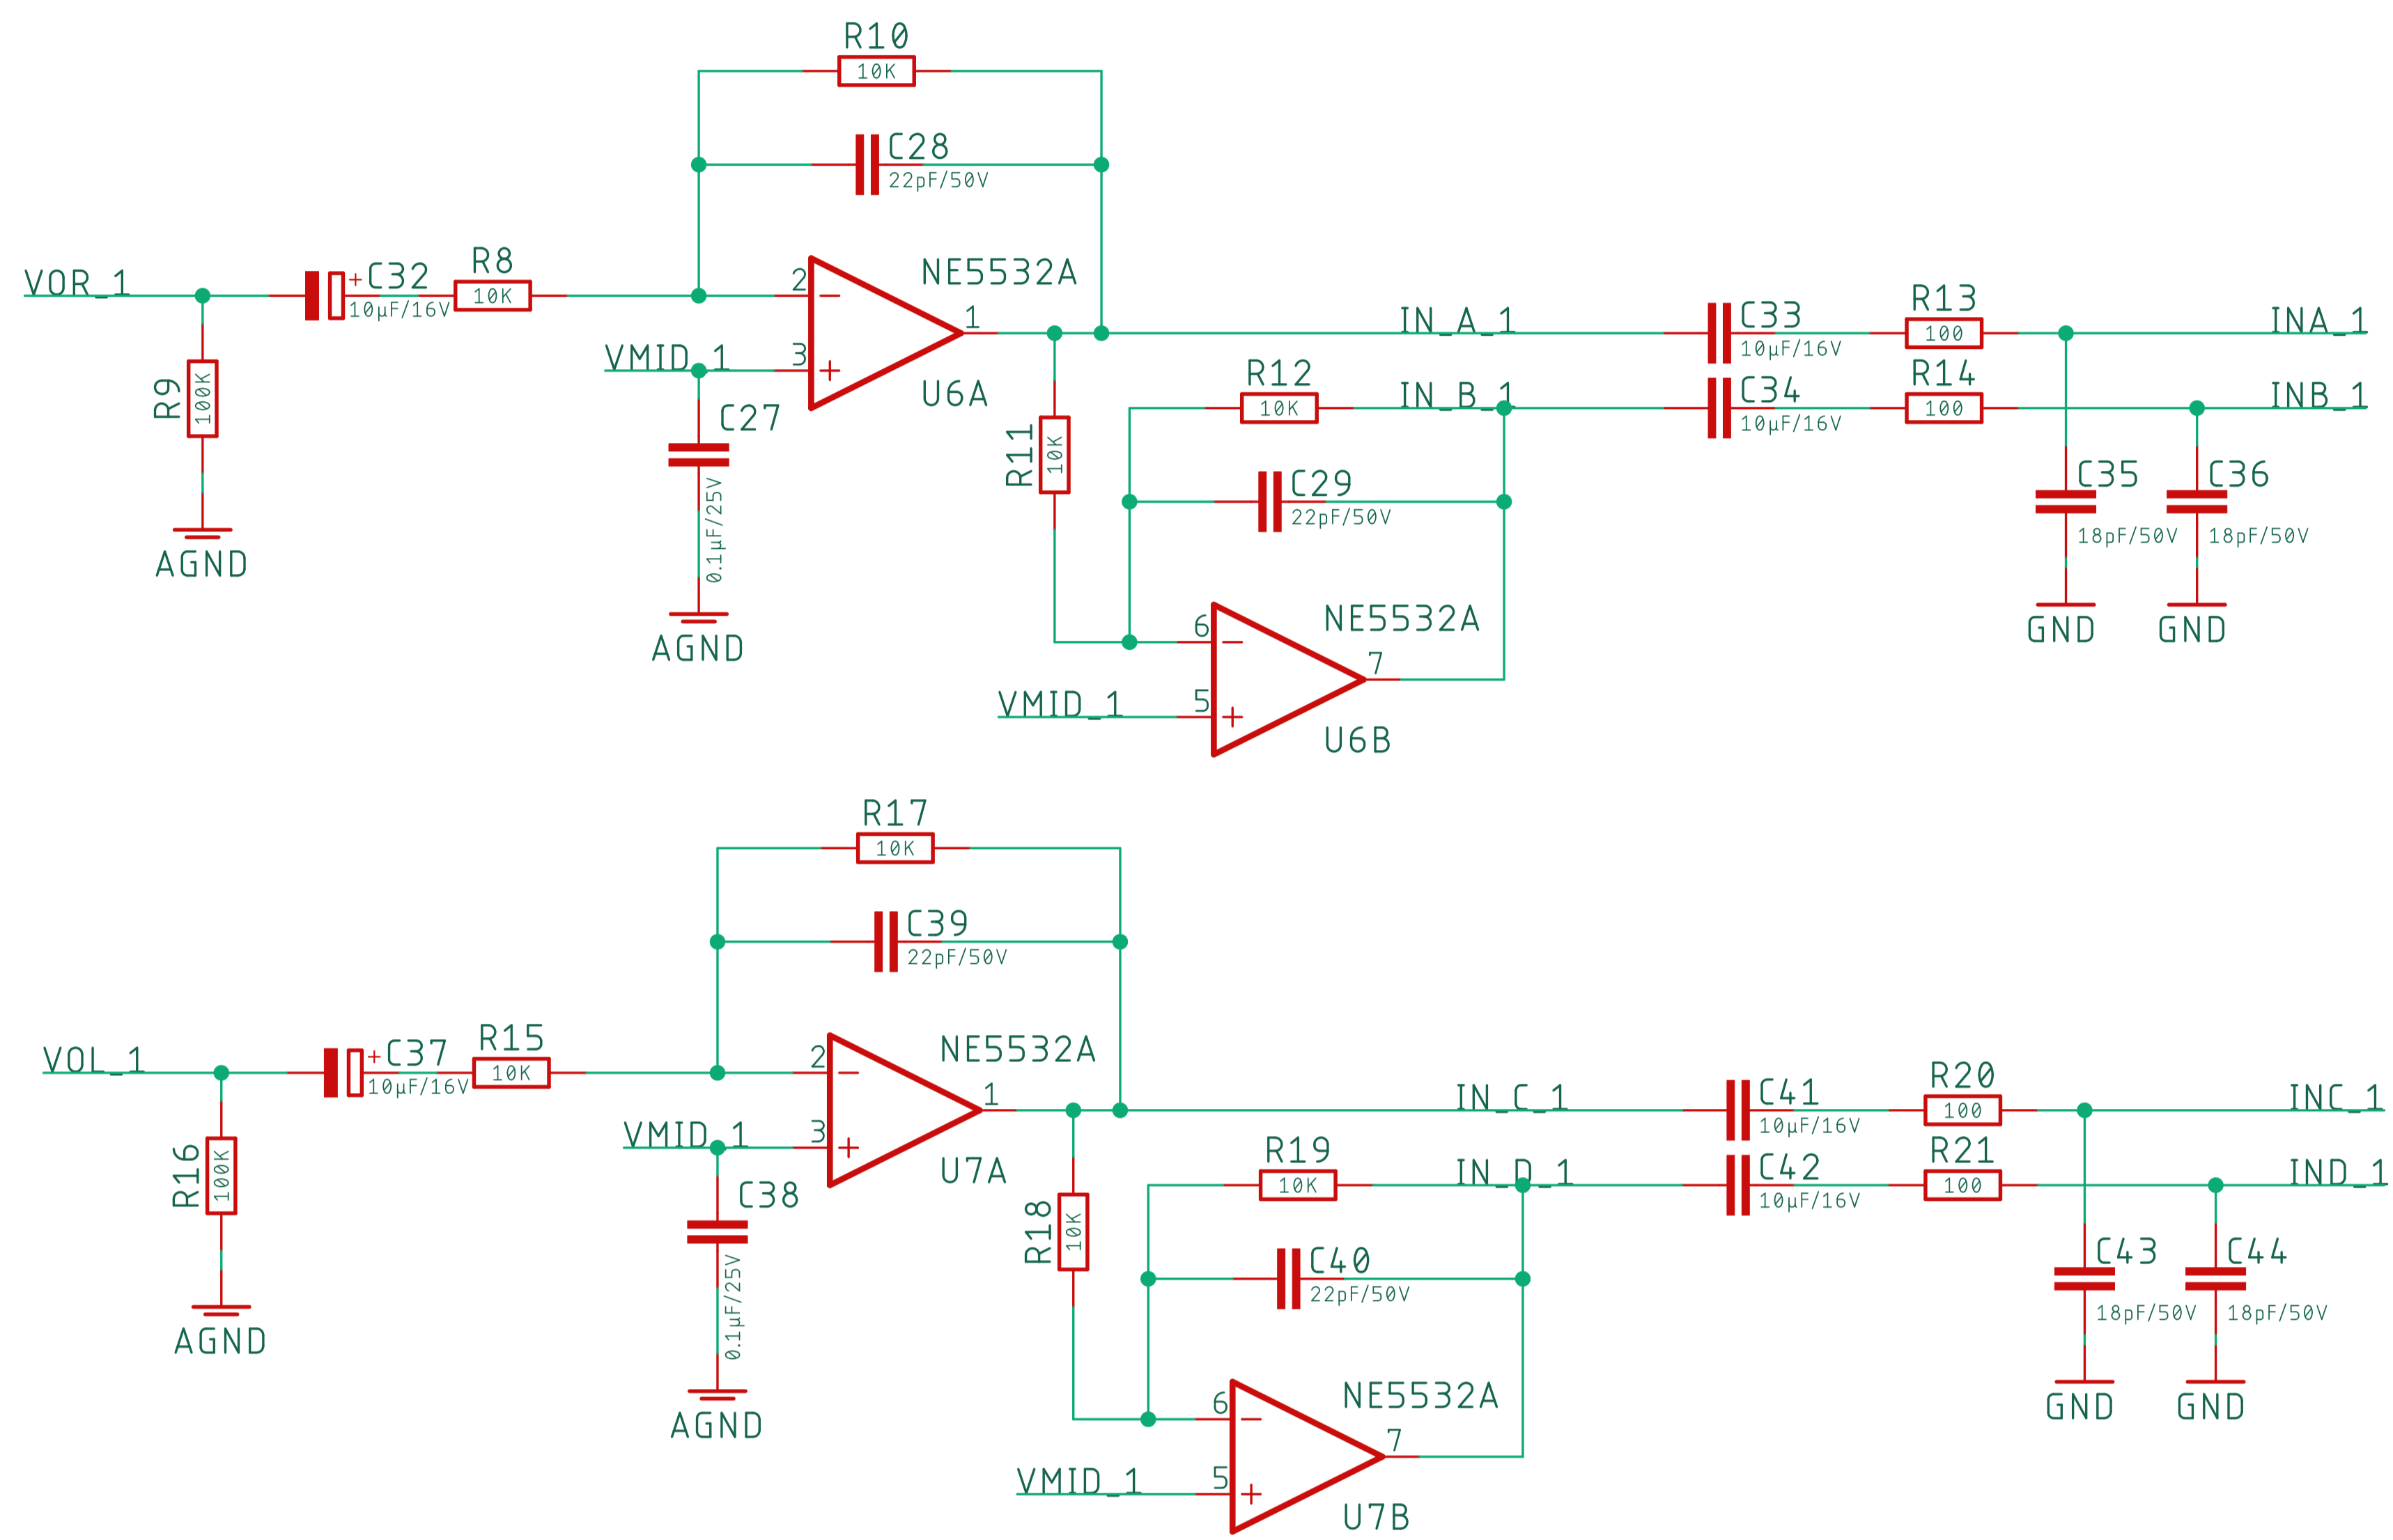 R10
10K
C28
22pF/50V
VOR_1
C32
+
10µF/16V
R8
10K
2
NE5532A
1
VMID_1
3
U6A
R9
100K
AGND
C27
0.1µF/25V
AGND
R11
10K
IN_A_1
C33
10µF/16V
R13
100
INA_1
R12
10K
IN_B_1
C34
10µF/16V
R14
100
INB_1
C29
22pF/50V
C35
18pF/50V
C36
18pF/50V
GND
GND
6
NE5532A
7
VMID_1
5
U6B
R17
10K
C39
22pF/50V
VOL_1
C37
+
10µF/16V
R15
10K
2
NE5532A
1
VMID_1
3
U7A
R16
100K
AGND
C38
0.1µF/25V
AGND
R18
10K
IN_C_1
C41
10µF/16V
R20
100
INC_1
R19
10K
IN_D_1
C42
10µF/16V
R21
100
IND_1
C40
22pF/50V
C43
18pF/50V
C44
18pF/50V
GND
GND
6
NE5532A
7
VMID_1
5
U7B